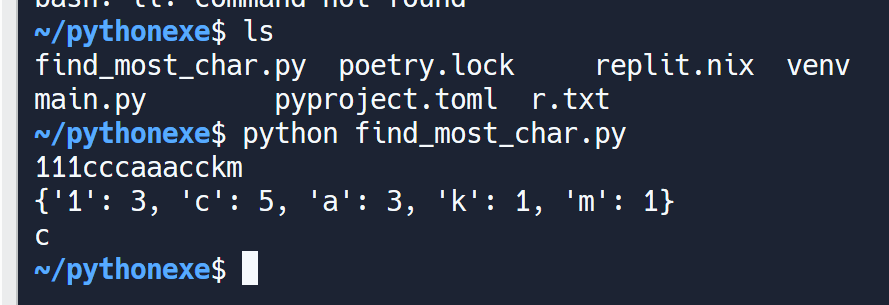 bash: ll: command not found
~/pythonexe$ ls
find_most_char.py  poetry.lock     replit.nix  venv
main.py            pyproject.toml  r.txt
~/pythonexe$ python find_most_char.py
111cccaaacckm
{'1': 3, 'c': 5, 'a': 3, 'k': 1, 'm': 1}
c
~/pythonexe$